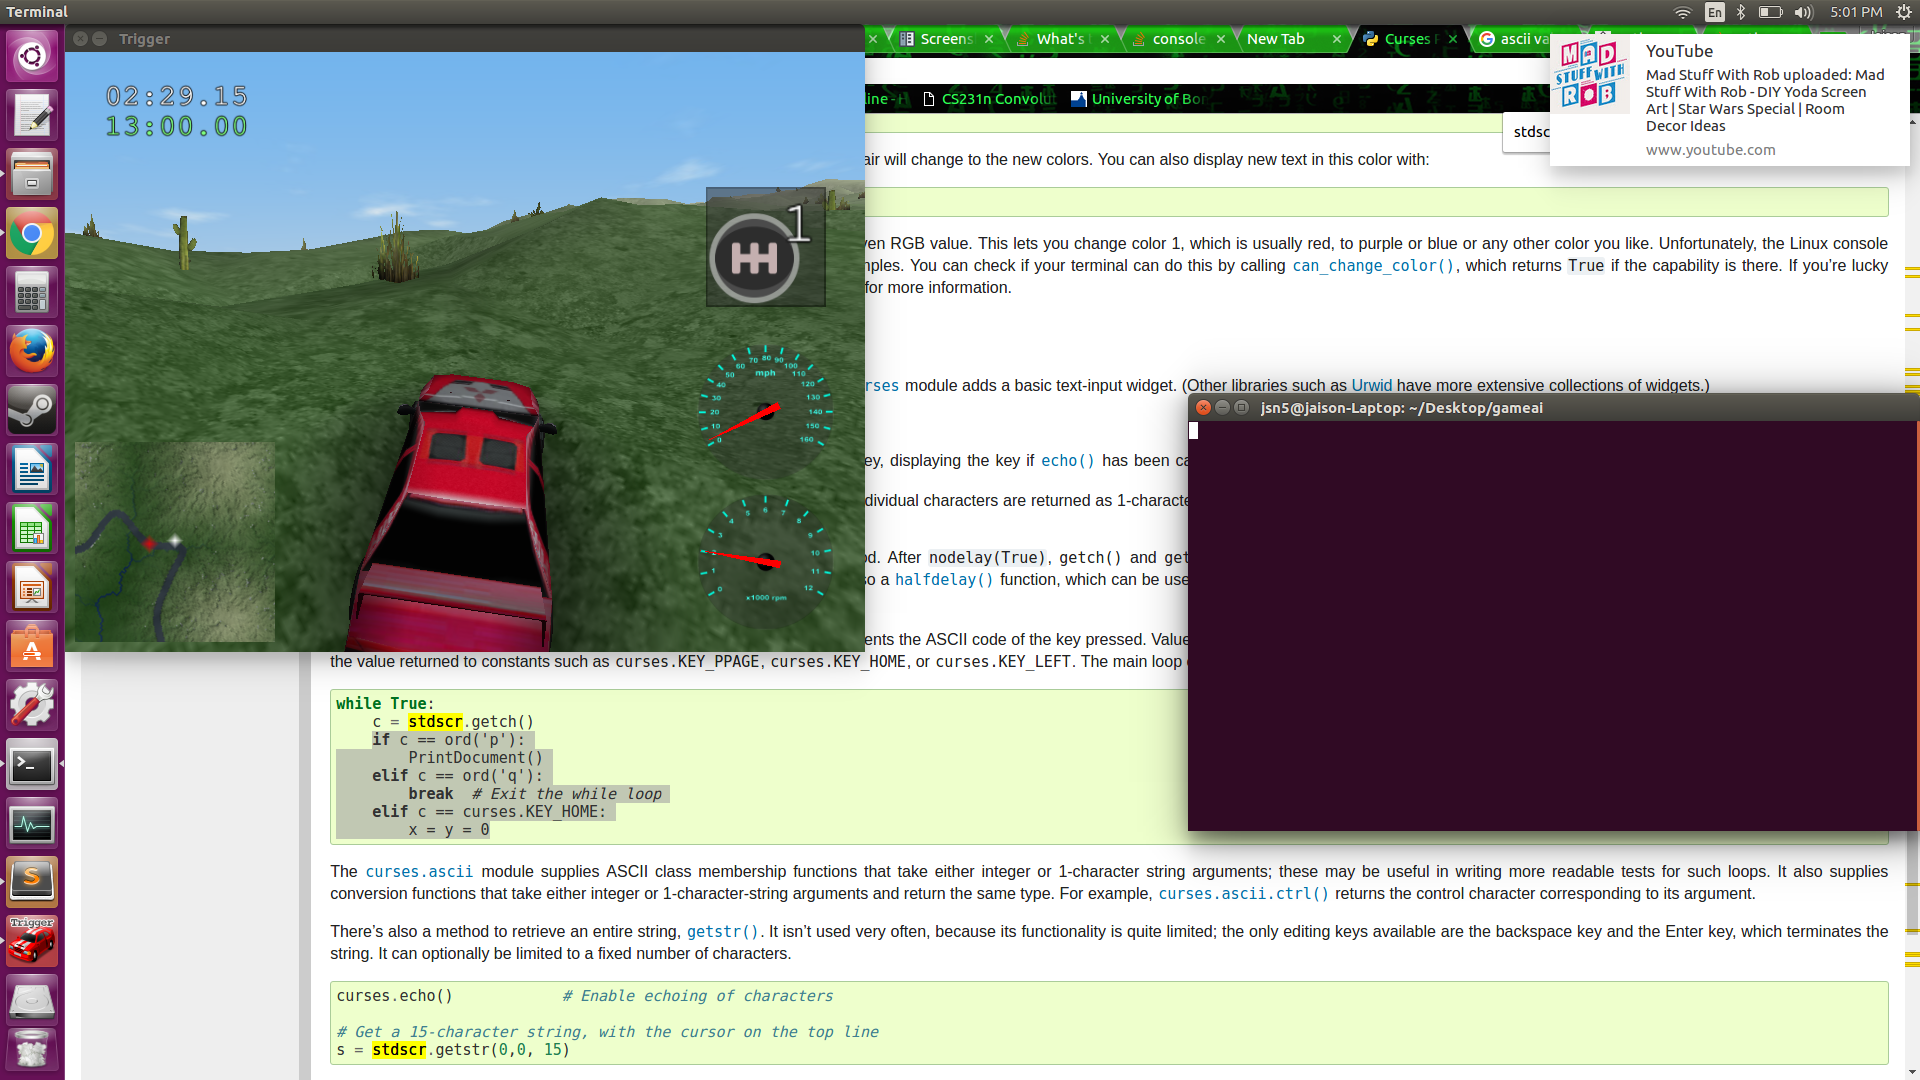 Terminal
En
5:01 PM
Trigger
Screens
What's
console
New Tab
Curses
ascii va
CS231n Convolut
University of Bor
YouTube
Mad Stuff With Rob uploaded: Mad
Stuff With Rob - DIY Yoda Screen
Art | Star Wars Special | Room
Decor Ideas
www.youtube.com
MAD
STUFF WITH
ROB
stdsc
02:29.15
13:00.00
1
mph
0
10
20
30
40
50
60
70
80
90
100
110
120
130
140
150
160
0
1
2
3
4
5
6
7
8
9
10
11
12
x1000 rpm
air will change to the new colors. You can also display new text in this color with:
ven RGB value. This lets you change color 1, which is usually red, to purple or blue or any other color you like. Unfortunately, the Linux console
nples. You can check if your terminal can do this by calling can_change_color(), which returns True if the capability is there. If you're lucky
for more information.
rses module adds a basic text-input widget. (Other libraries such as Urwid have more extensive collections of widgets.)
jsn5@jaison-Laptop: ~/Desktop/gameai
ey, displaying the key if echo() has been ca
dividual characters are returned as 1-characte
od. After nodelay(True), getch() and get
so a halfdelay() function, which can be use
ents the ASCII code of the key pressed. Value
the value returned to constants such as curses.KEY_PPAGE, curses.KEY_HOME, or curses.KEY_LEFT. The main loop
while True:
c = stdscr.getch()
if c == ord('p'):
PrintDocument()
elif c == ord('q'):
break # Exit the while loop
elif c == curses.KEY_HOME:
x = y = 0
The curses.ascii module supplies ASCII class membership functions that take either integer or 1-character string arguments; these may be useful in writing more readable tests for such loops. It also supplies
conversion functions that take either integer or 1-character-string arguments and return the same type. For example, curses.ascii.ctrl() returns the control character corresponding to its argument.
There's also a method to retrieve an entire string, getstr(). It isn't used very often, because its functionality is quite limited; the only editing keys available are the backspace key and the Enter key, which terminates the
string. It can optionally be limited to a fixed number of characters.
curses.echo() # Enable echoing of characters
# Get a 15-character string, with the cursor on the top line
s = stdscr.getstr(0,0, 15)
Trigger